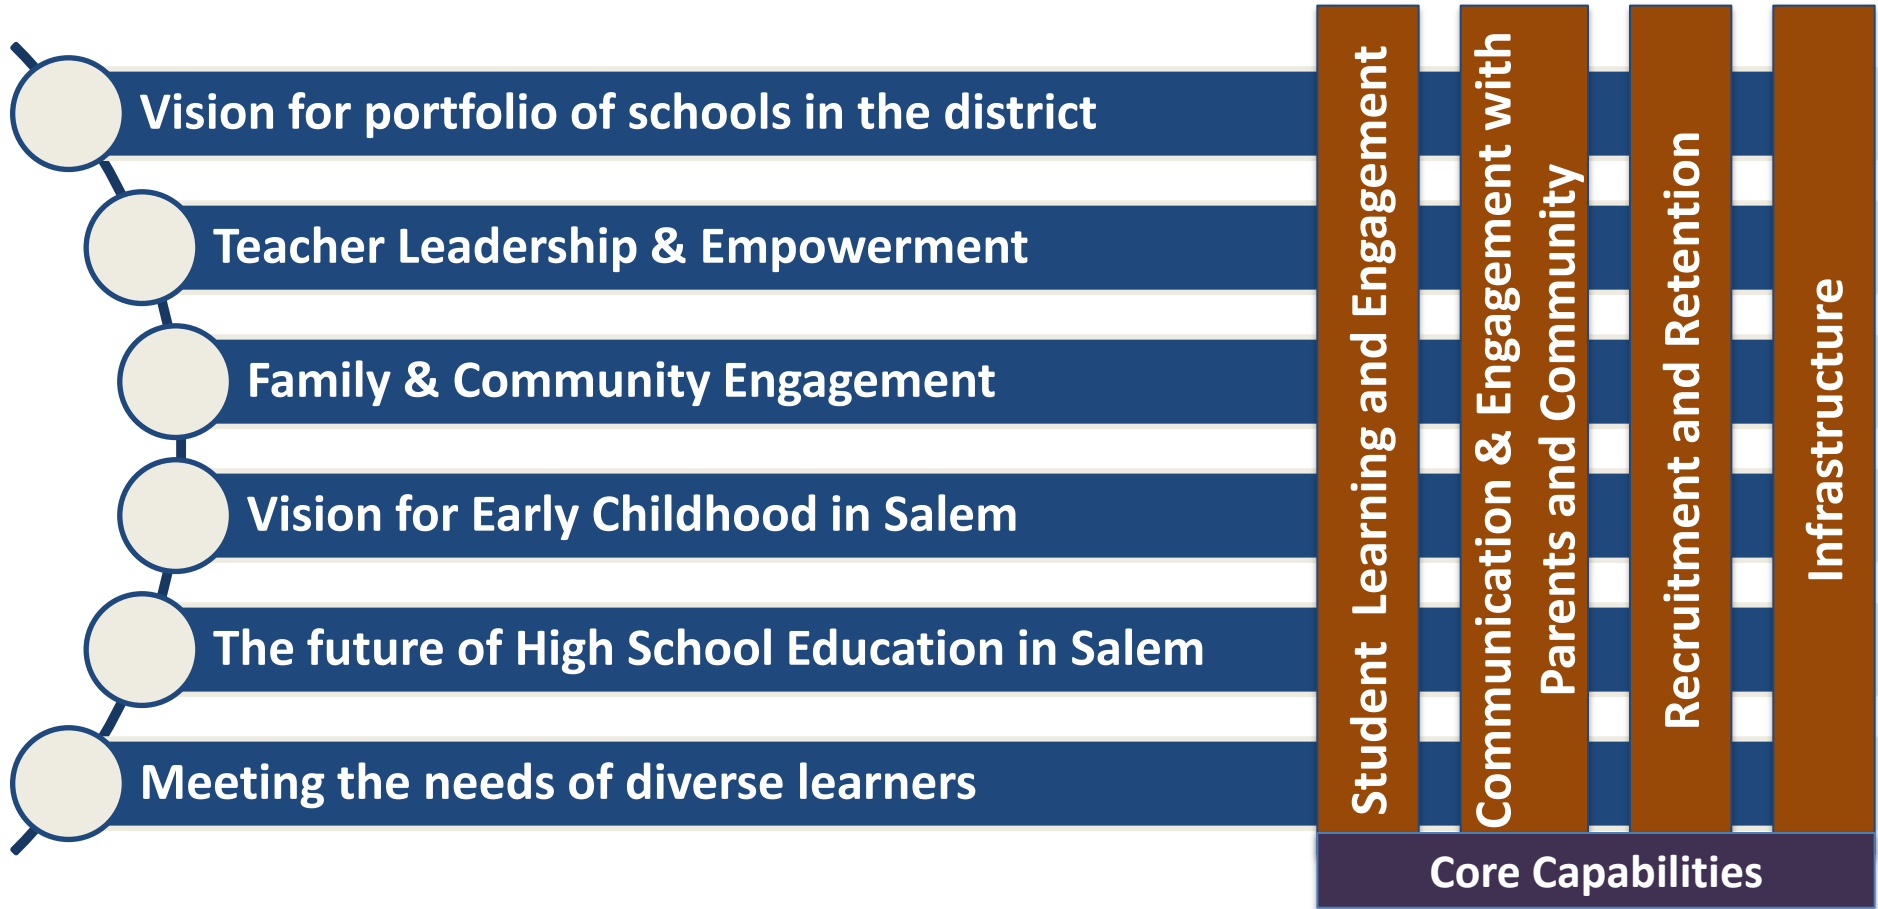 Vision for portfolio of schools in the district
Teacher Leadership & Empowerment
Family & Community Engagement
Vision for Early Childhood in Salem
The future of High School Education in Salem
Meeting the needs of diverse learners
Student Learning and Engagement
Communication & Engagement with
Parents and Community
Recruitment and Retention
Infrastructure
Core Capabilities